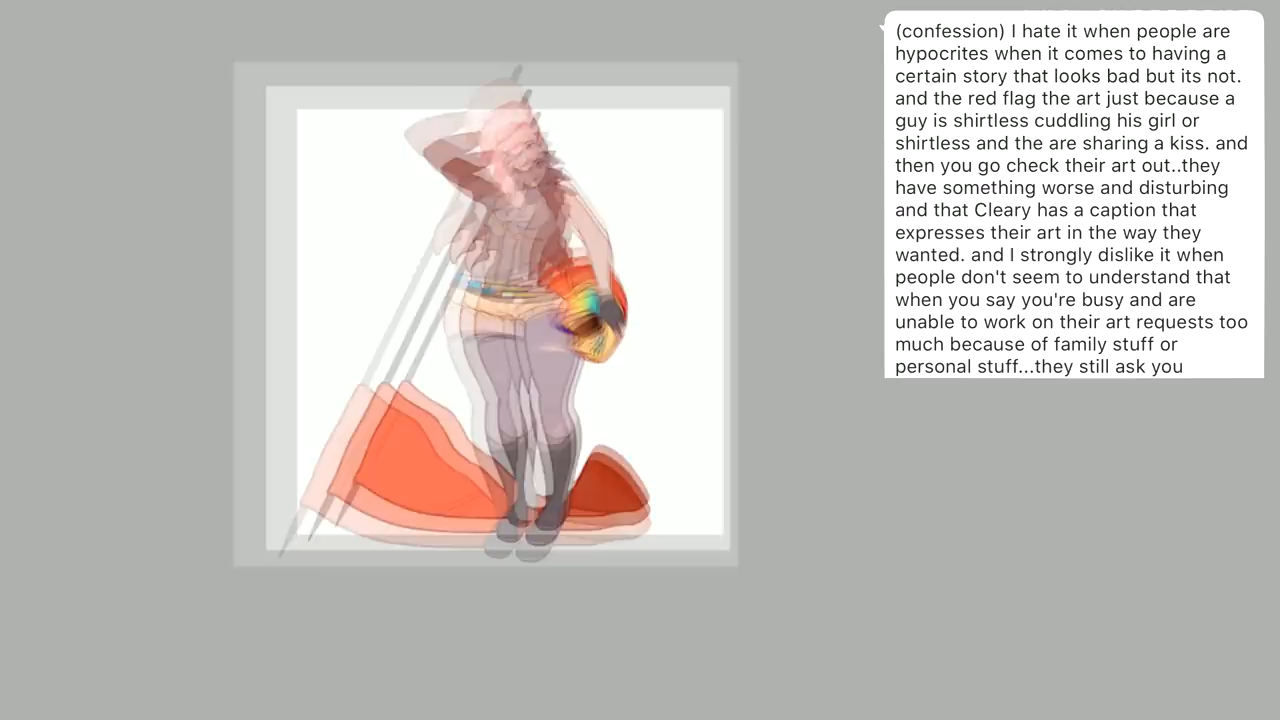 (confession) I hate it when people are
hypocrites when it comes to having a
certain story that looks bad but its not.
and the red flag the art just because a
guy is shirtless cuddling his girl or
shirtless and the are sharing a kiss. and
then you go check their art out..they
have something worse and disturbing
and that Cleary has a caption that
expresses their art in the way they
wanted. and I strongly dislike it when
people don't seem to understand that
when you say you're busy and are
unable to work on their art requests too
much because of family stuff or
personal stuff...they still ask you